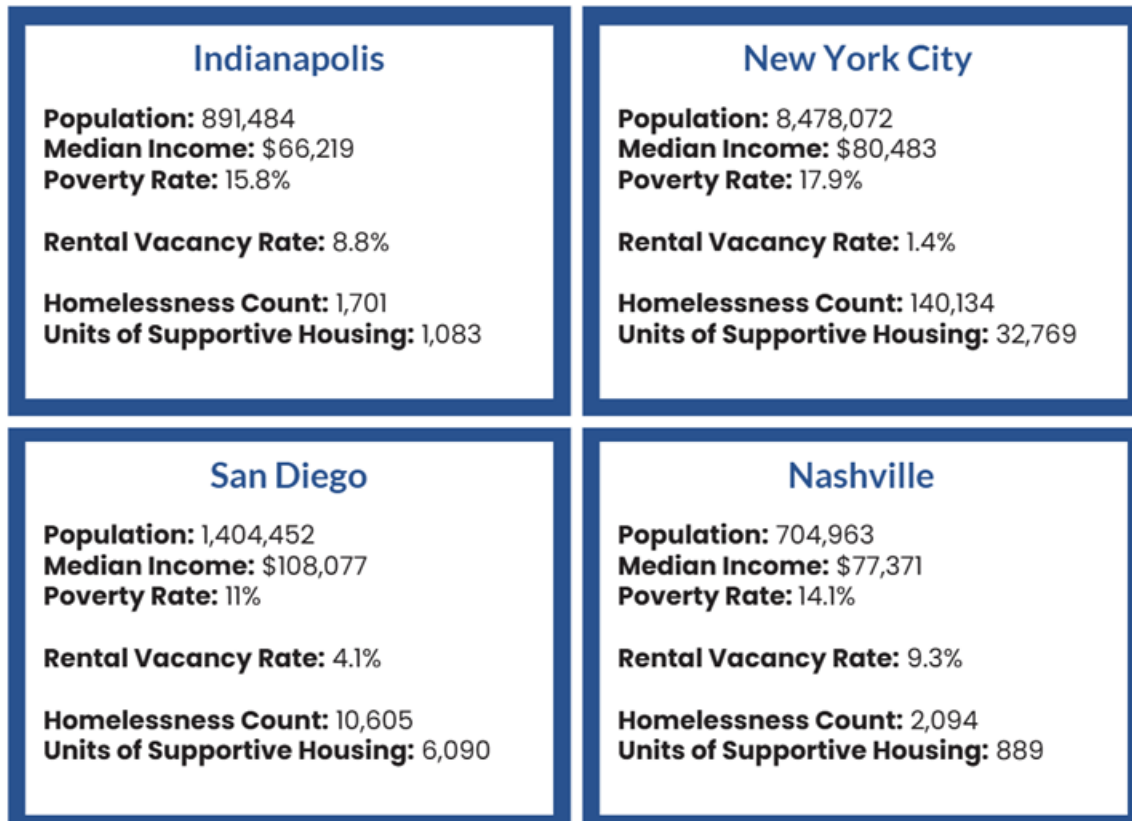 Indianapolis
Population: 891,484
Median Income: $66,219
Poverty Rate: 15.8%
Rental Vacancy Rate: 8.8%
Homelessness Count: 1,701
Units of Supportive Housing: 1,083
New York City
Population: 8,478,072
Median Income: $80,483
Poverty Rate: 17.9%
Rental Vacancy Rate: 1.4%
Homelessness Count: 140,134
Units of Supportive Housing: 32,769
San Diego
Population: 1,404,452
Median Income: $108,077
Poverty Rate: 11%
Rental Vacancy Rate: 4.1%
Homelessness Count: 10,605
Units of Supportive Housing: 6,090
Nashville
Population: 704,963
Median Income: $77,371
Poverty Rate: 14.1%
Rental Vacancy Rate: 9.3%
Homelessness Count: 2,094
Units of Supportive Housing: 889